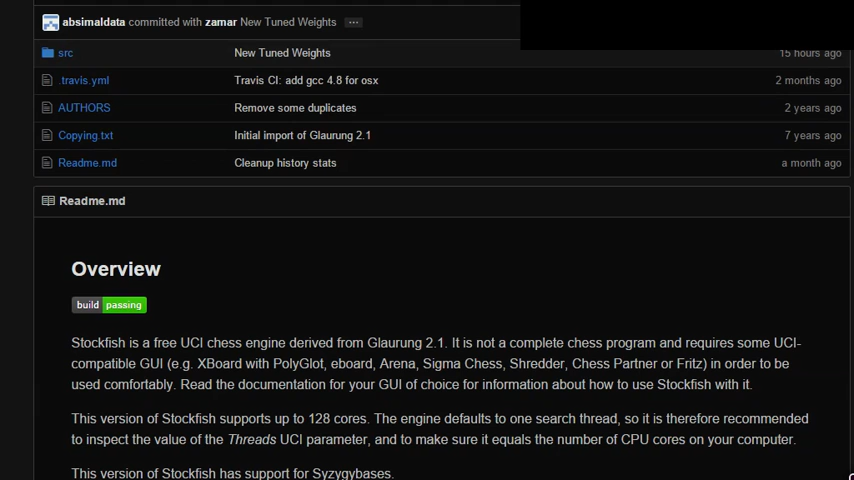 absimaldata committed with zamar New Tuned Weights ...
src New Tuned Weights 15 hours ago
.travis.yml Travis CI: add gcc 4.8 for osx 2 months ago
AUTHORS Remove some duplicates 2 years ago
Copying.txt Initial import of Glaurung 2.1 7 years ago
Readme.md Cleanup history stats a month ago
Readme.md
Overview
build passing
Stockfish is a free UCI chess engine derived from Glaurung 2.1. It is not a complete chess program and requires some UCI-
compatible GUI (e.g. XBoard with PolyGlot, eboard, Arena, Sigma Chess, Shredder, Chess Partner or Fritz) in order to be
used comfortably. Read the documentation for your GUI of choice for information about how to use Stockfish with it.
This version of Stockfish supports up to 128 cores. The engine defaults to one search thread, so it is therefore recommended
to inspect the value of the Threads UCI parameter, and to make sure it equals the number of CPU cores on your computer.
This version of Stockfish has support for Syzygybases.